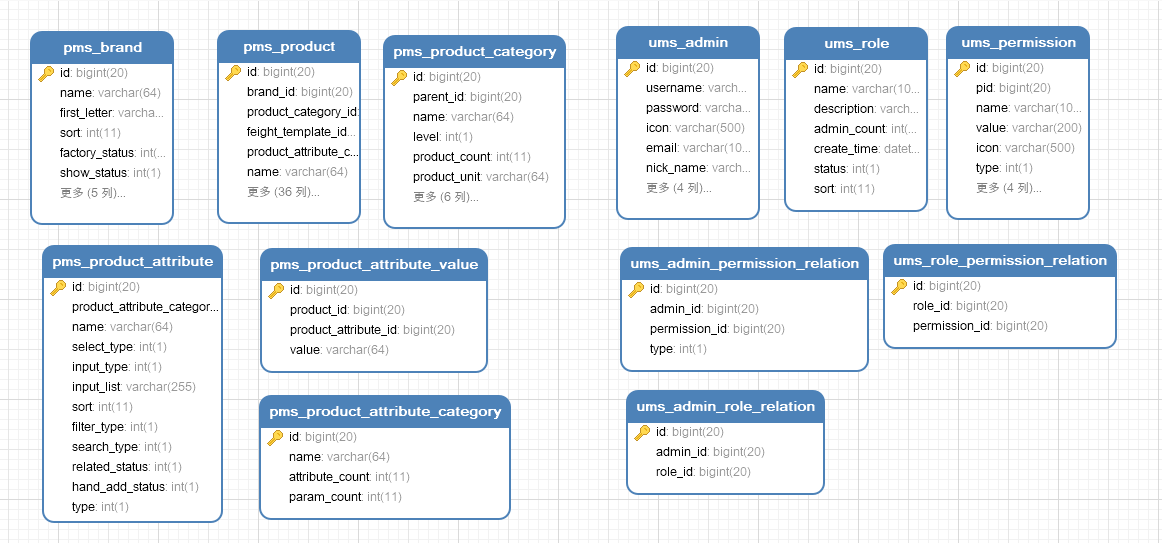 pms_brand
id: bigint(20)
name: varchar(64)
first_letter: varcha...
sort: int(11)
factory_status: int(...
show_status: int(1)
更多 (5 列)...
pms_product
id: bigint(20)
brand_id: bigint(20)
product_category_id:
feight_template_id...
product_attribute_c...
name: varchar(64)
更多 (36 列)...
pms_product_category
id: bigint(20)
parent_id: bigint(20)
name: varchar(64)
level: int(1)
product_count: int(11)
product_unit: varchar(64)
更多 (6 列)...
ums_admin
id: bigint(20)
username: varch...
password: varcha...
icon: varchar(500)
email: varchar(10...
nick_name: varch...
更多 (4 列)...
ums_role
id: bigint(20)
name: varchar(10...
description: varch...
admin_count: int(...
create_time: datet...
status: int(1)
sort: int(11)
ums_permission
id: bigint(20)
pid: bigint(20)
name: varchar(10...
value: varchar(200)
icon: varchar(500)
type: int(1)
更多 (4 列)...
pms_product_attribute
id: bigint(20)
product_attribute_categor...
name: varchar(64)
select_type: int(1)
input_type: int(1)
input_list: varchar(255)
sort: int(11)
filter_type: int(1)
search_type: int(1)
related_status: int(1)
hand_add_status: int(1)
type: int(1)
pms_product_attribute_value
id: bigint(20)
product_id: bigint(20)
product_attribute_id: bigint(20)
value: varchar(64)
pms_product_attribute_category
id: bigint(20)
name: varchar(64)
attribute_count: int(11)
param_count: int(11)
ums_admin_permission_relation
id: bigint(20)
admin_id: bigint(20)
permission_id: bigint(20)
type: int(1)
ums_role_permission_relation
id: bigint(20)
role_id: bigint(20)
permission_id: bigint(20)
ums_admin_role_relation
id: bigint(20)
admin_id: bigint(20)
role_id: bigint(20)